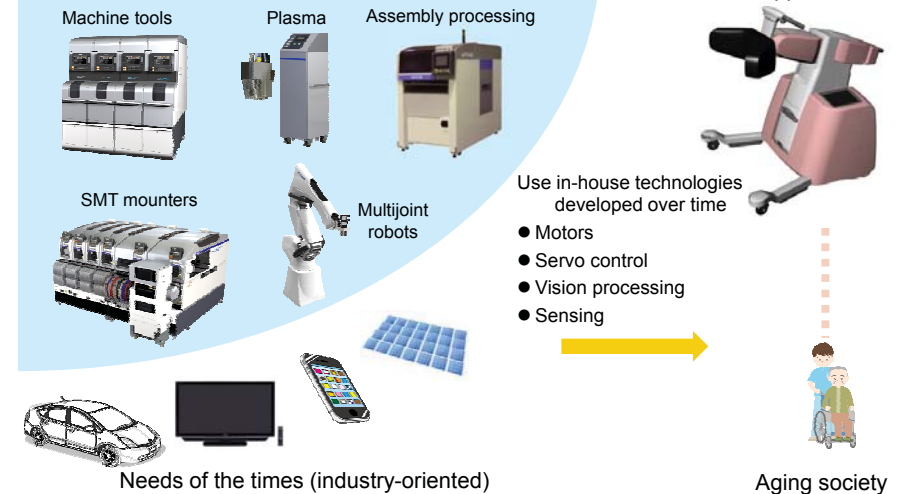 Machine tools
Plasma
Assembly processing
SMT mounters
Multijoint
robots
Use in-house technologies
developed over time
● Motors
● Servo control
● Vision processing
● Sensing
Needs of the times (industry-oriented)
Aging society